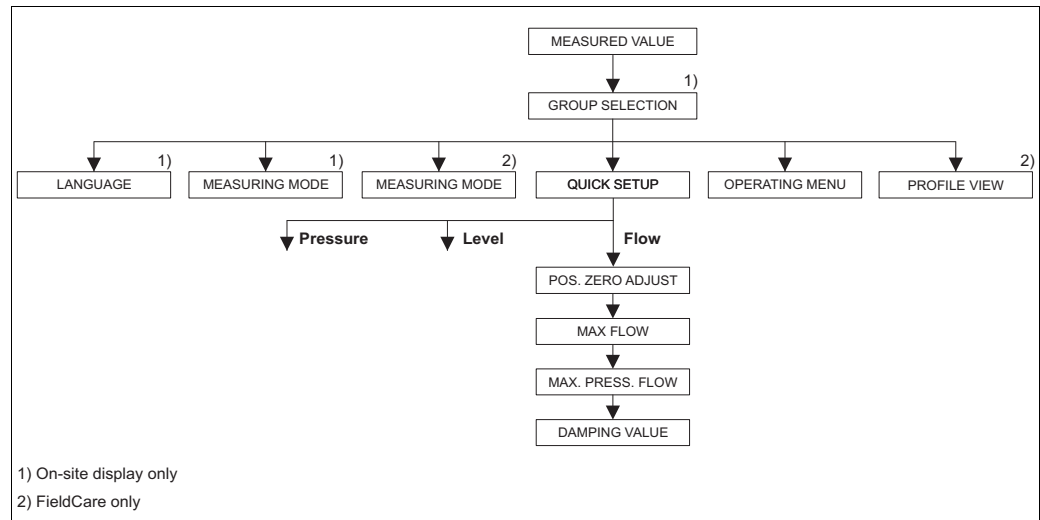 MEASURED VALUE
1)
GROUP SELECTION
1) 1) 2) 2)
LANGUAGE MEASURING MODE MEASURING MODE QUICK SETUP OPERATING MENU PROFILE VIEW
Pressure Level Flow
POS. ZERO ADJUST
MAX FLOW
MAX. PRESS. FLOW
DAMPING VALUE
1) On-site display only
2) FieldCare only